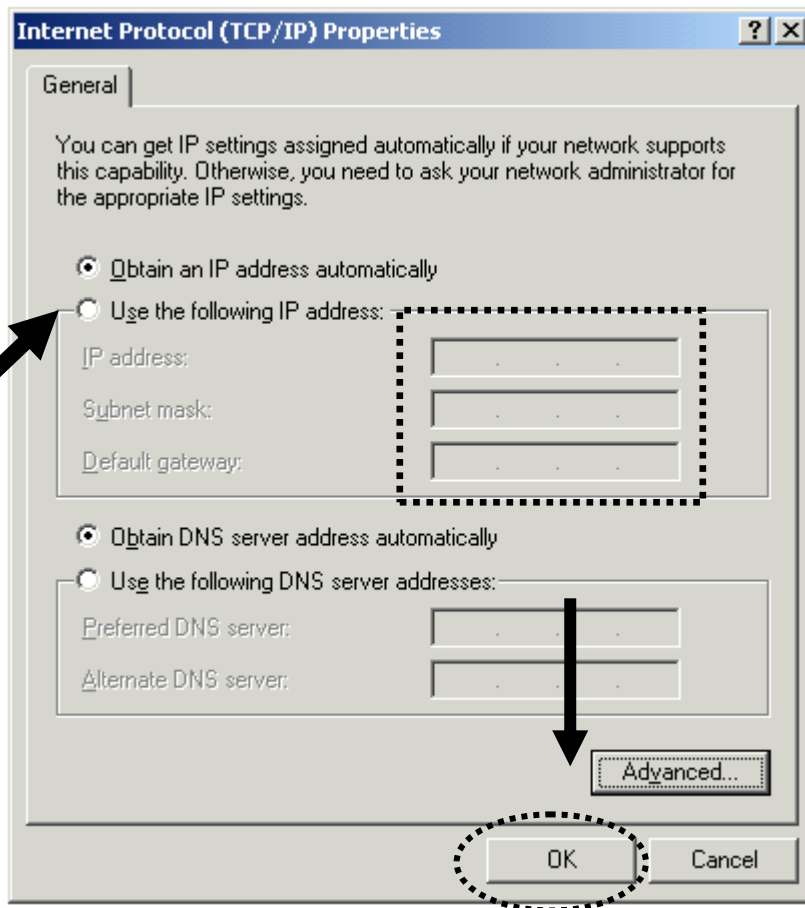 Internet Protocol (TCP/IP) Properties
General
You can get IP settings assigned automatically if your network supports
this capability. Otherwise, you need to ask your network administrator for
the appropriate IP settings.
Obtain an IP address automatically
Use the following IP address:
IP address:
Subnet mask:
Default gateway:
Obtain DNS server address automatically
Use the following DNS server addresses:
Preferred DNS server:
Alternate DNS server:
Advanced...
OK
Cancel